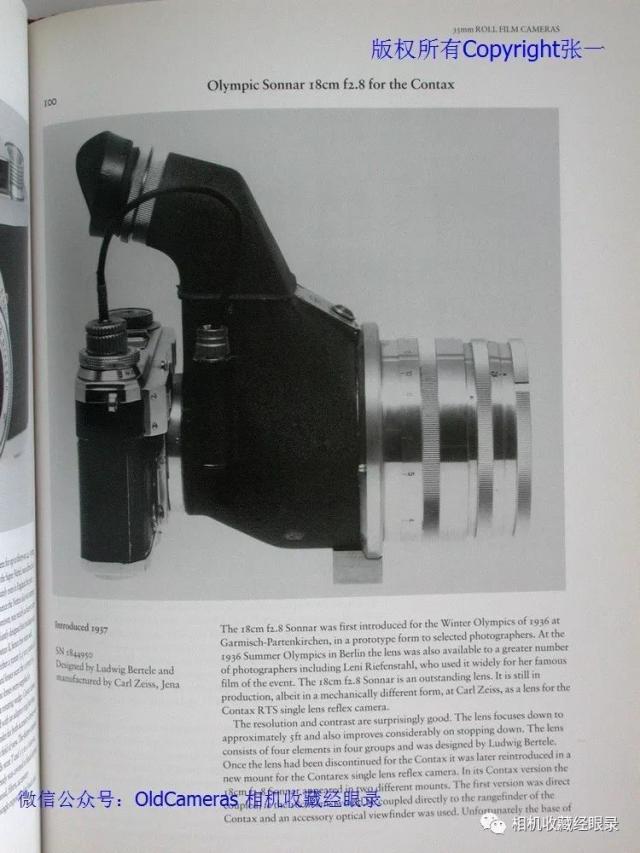 35mm ROLL FILM CAMERAS
版权所有Copyright张一
Olympic Sonnar 18cm f2.8 for the Contax
100
Introduced 1937
SN 1844950
Designed by Ludwig Bertele and
manufactured by Carl Zeiss, Jena
The 18cm f2.8 Sonnar was first introduced for the Winter Olympics of 1936 at
Garmisch-Partenkirchen, in a prototype form to selected photographers. At the
1936 Summer Olympics in Berlin the lens was also available to a greater number
of photographers including Leni Riefenstahl, who used it widely for her famous
film of the event. The 18cm f2.8 Sonnar is an outstanding lens. It is still in
production, albeit in a mechanically different form, at Carl Zeiss, as a lens for the
Contax RTS single lens reflex camera.
The resolution and contrast are surprisingly good. The lens focuses down to
approximately 5ft and also improves considerably on stopping down. The lens
consists of four elements in four groups and was designed by Ludwig Bertele.
Once the lens had been discontinued for the Contax it was later reintroduced in a
new mount for the Contarex single lens reflex camera. In its Contax version the
18cm f2.8 Sonnar appeared in two different mounts. The first version was direct
coupled directly to the rangefinder of the
Contax and an accessory optical viewfinder was used. Unfortunately the base of
微信公众号：OldCameras 相机收藏经眼录
相机收藏经眼录